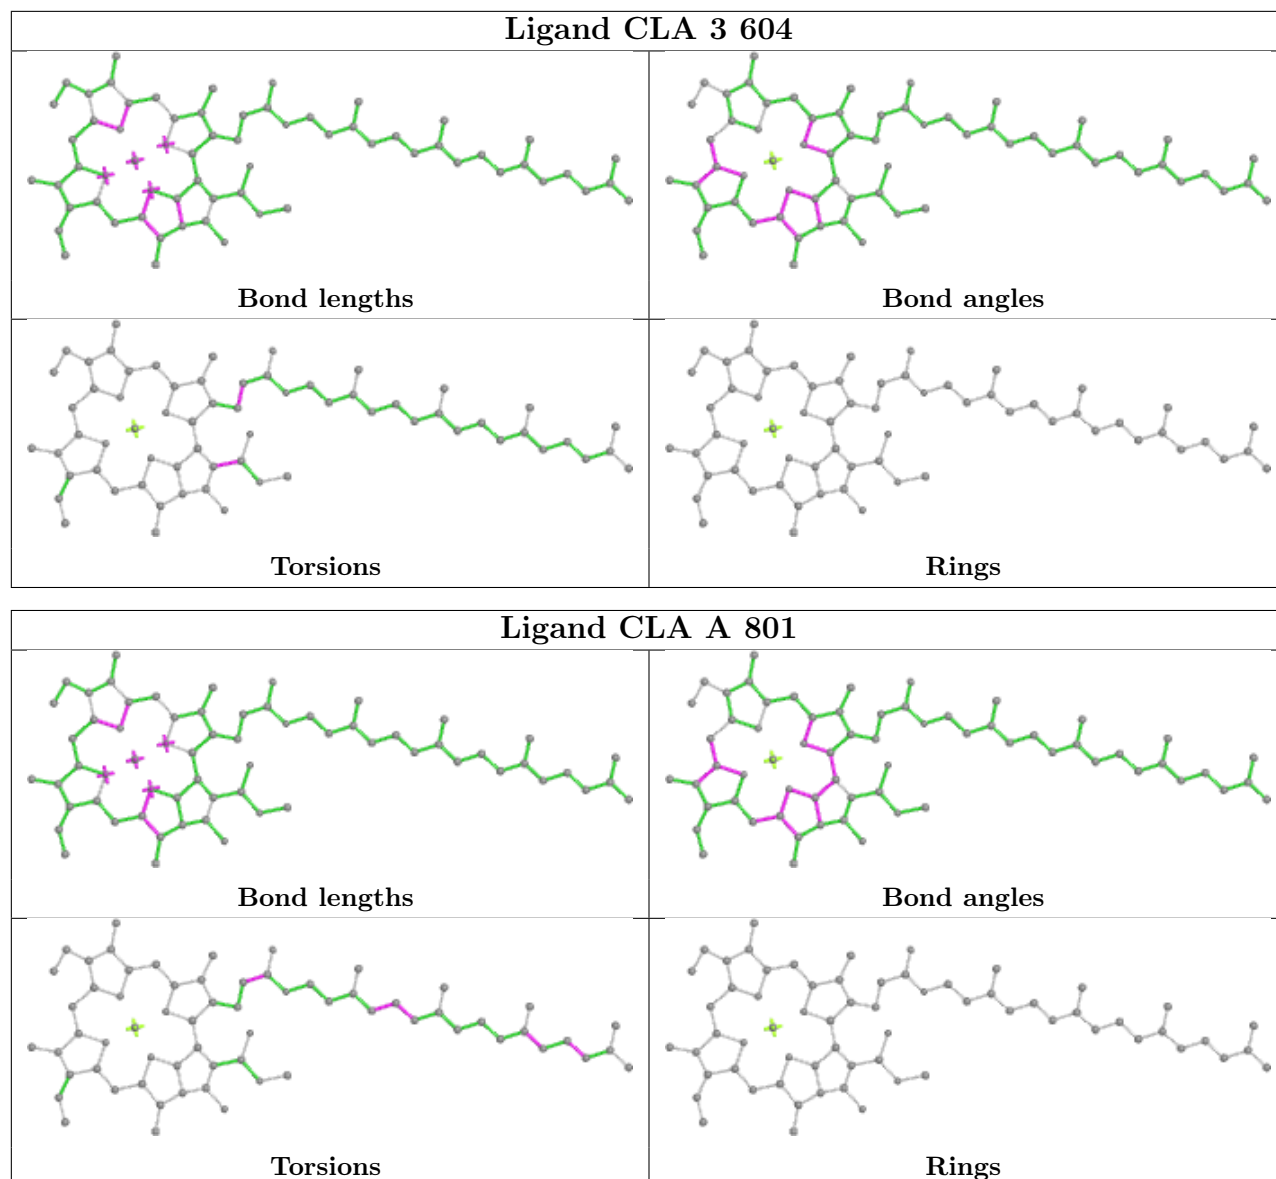 Ligand CLA 3 604
Bond lengths
Bond angles
Torsions
Rings
Ligand CLA A 801
Bond lengths
Bond angles
Torsions
Rings